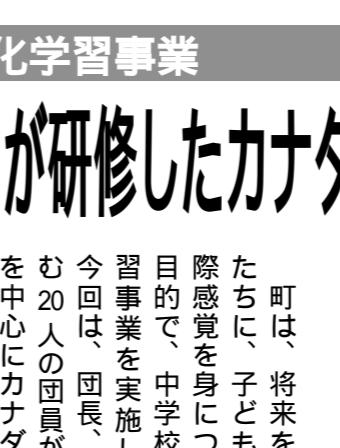 化学習事業
が研修したカナダ
町は、将来を
たちに、子ども
際感覚を身につ
目的で、中学校
習事業を実施し
今回は、団長、
む20人の団員が
を中心にカナダ